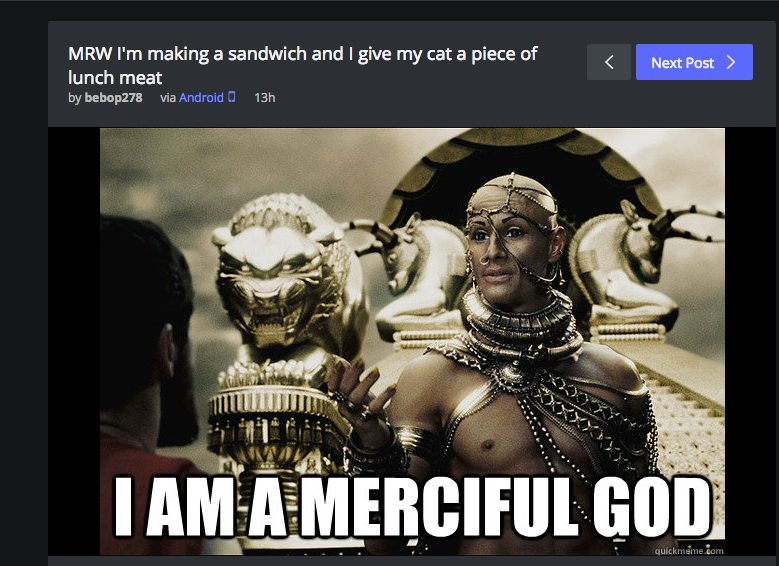 MRW I'm making a sandwich and I give my cat a piece of
lunch meat
by bebop278 via Android 13h
Next Post
I AM A MERCIFUL GOD
quickmeme.com